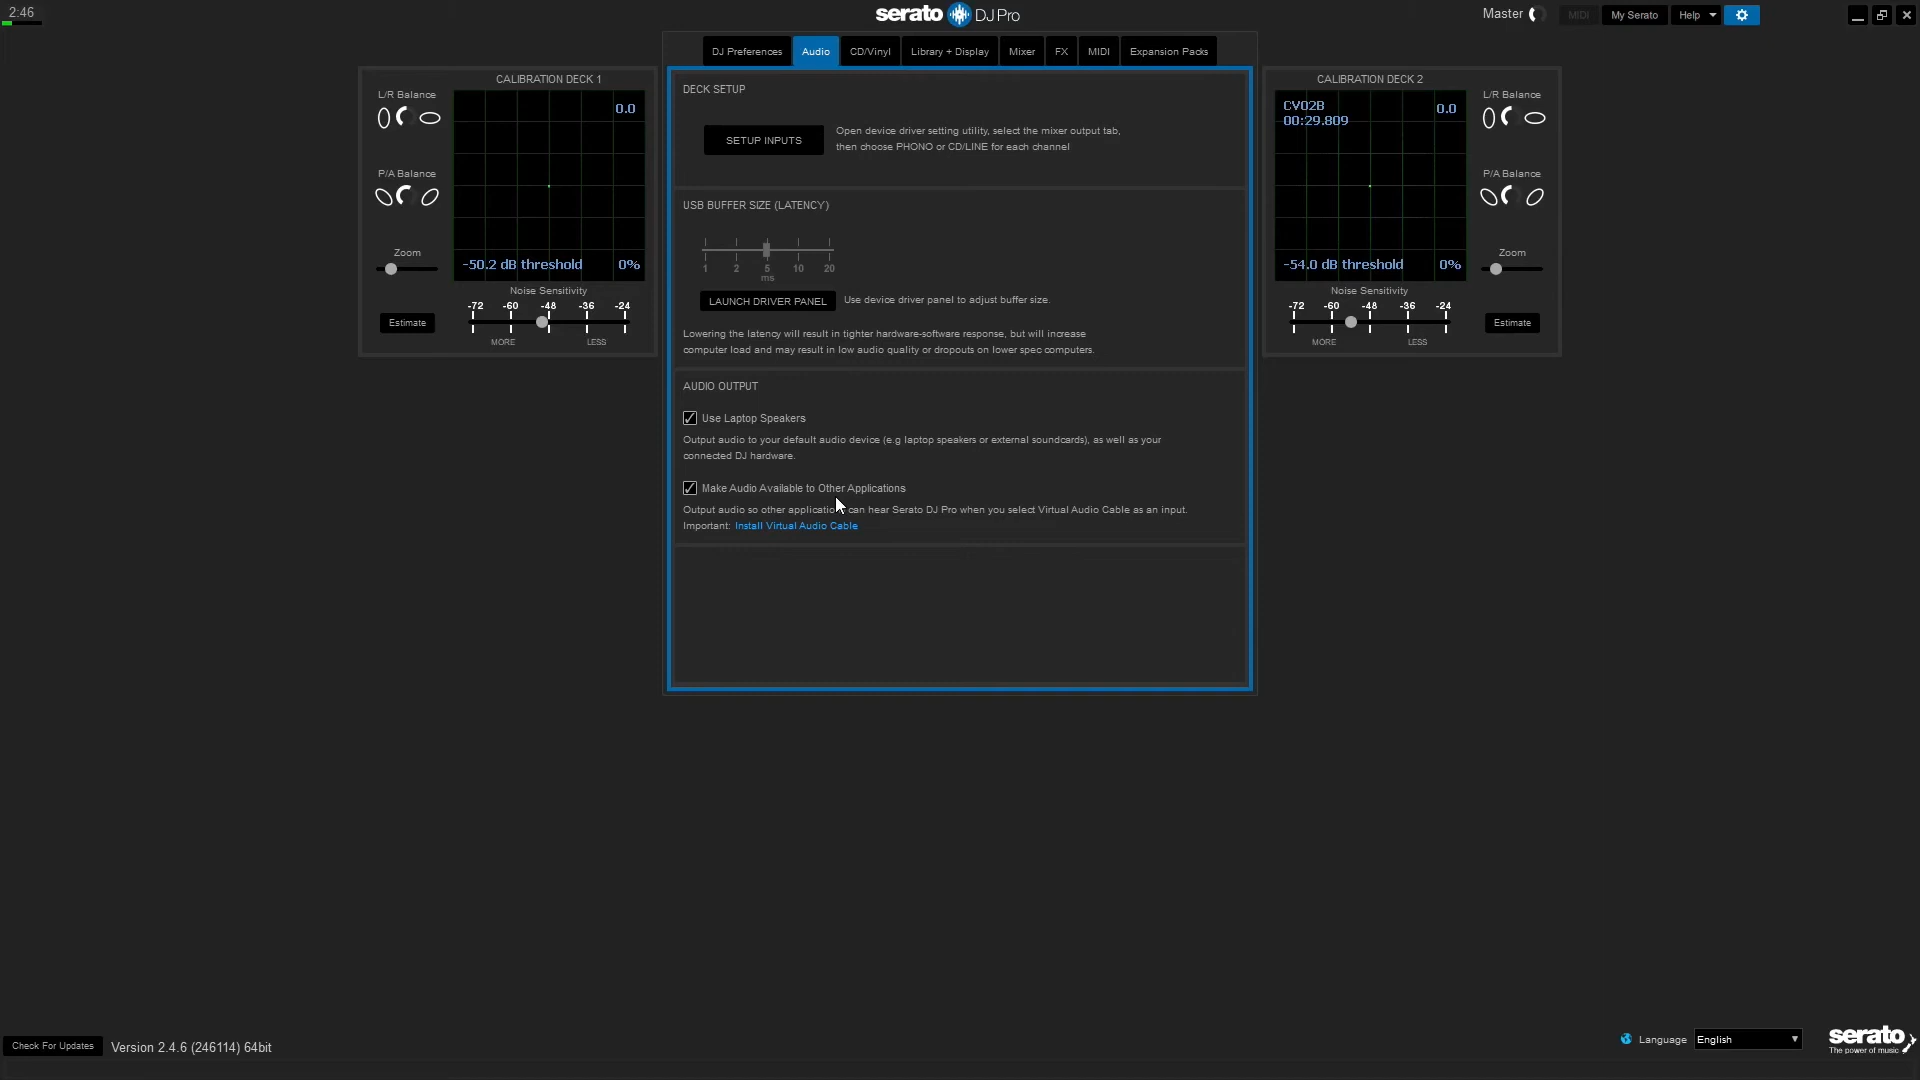 2:46
serato DJ Pro
Master
MIDI
My Serato
Help
DJ Preferences
Audio
CD/Vinyl
Library + Display
Mixer
FX
MIDI
Expansion Packs
CALIBRATION DECK 1
L/R Balance
0.0
P/A Balance
Zoom
-50.2 dB threshold 0%
Noise Sensitivity
-72 -60 -48 -36 -24
Estimate
MORE LESS
DECK SETUP
SETUP INPUTS
Open device driver setting utility, select the mixer output tab,
then choose PHONO or CD/LINE for each channel
USB BUFFER SIZE (LATENCY)
1 2 5 10 20
ms
LAUNCH DRIVER PANEL
Use device driver panel to adjust buffer size.
Lowering the latency will result in tighter hardware-software response, but will increase
computer load and may result in low audio quality or dropouts on lower spec computers.
AUDIO OUTPUT
Use Laptop Speakers
Output audio to your default audio device (e.g laptop speakers or external soundcards), as well as your
connected DJ hardware.
Make Audio Available to Other Applications
Output audio so other application can hear Serato DJ Pro when you select Virtual Audio Cable as an input.
Important: Install Virtual Audio Cable
CALIBRATION DECK 2
CV02B
00:29.809
0.0
L/R Balance
P/A Balance
Zoom
-54.0 dB threshold 0%
Noise Sensitivity
-72 -60 -48 -36 -24
Estimate
MORE LESS
Check For Updates
Version 2.4.6 (246114) 64bit
Language
English
serato
The power of music